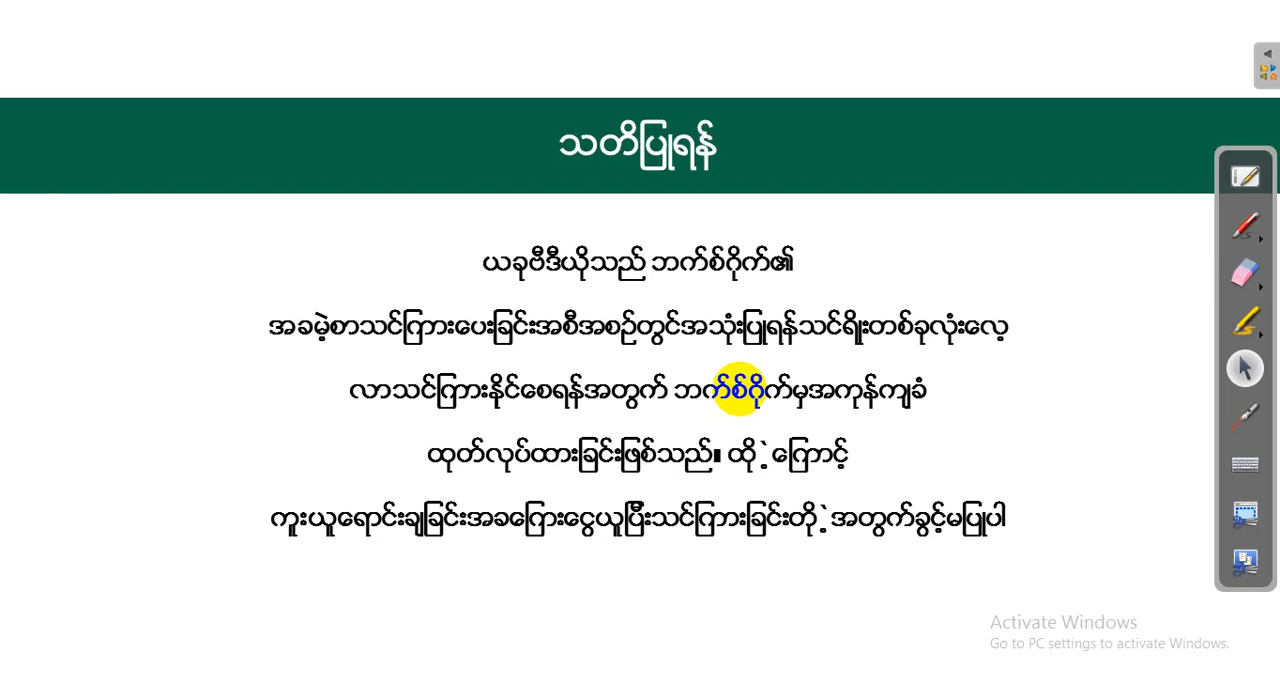 သတိပြုရန်
ယခုဗီဒီယိုသည် ဘက်စ်ဂိုက်၏
အခမဲ့စာသင်ကြားပေးခြင်းအစီအစဉ်တွင်အသုံးပြုရန်သင်ရိုးတစ်ခုလုံးလေ့
လာသင်ကြားနိုင်စေရန်အတွက် ဘက်စ်ဂိုက်မှအကုန်ကျခံ
ထုတ်လုပ်ထားခြင်းဖြစ်သည်။ ထို့ကြောင့်
ကူးယူရောင်းချခြင်းအခကြေးငွေယူပြီးသင်ကြားခြင်းတို့အတွက်ခွင့်မပြုပါ
Activate Windows
Go to PC settings to activate Windows.